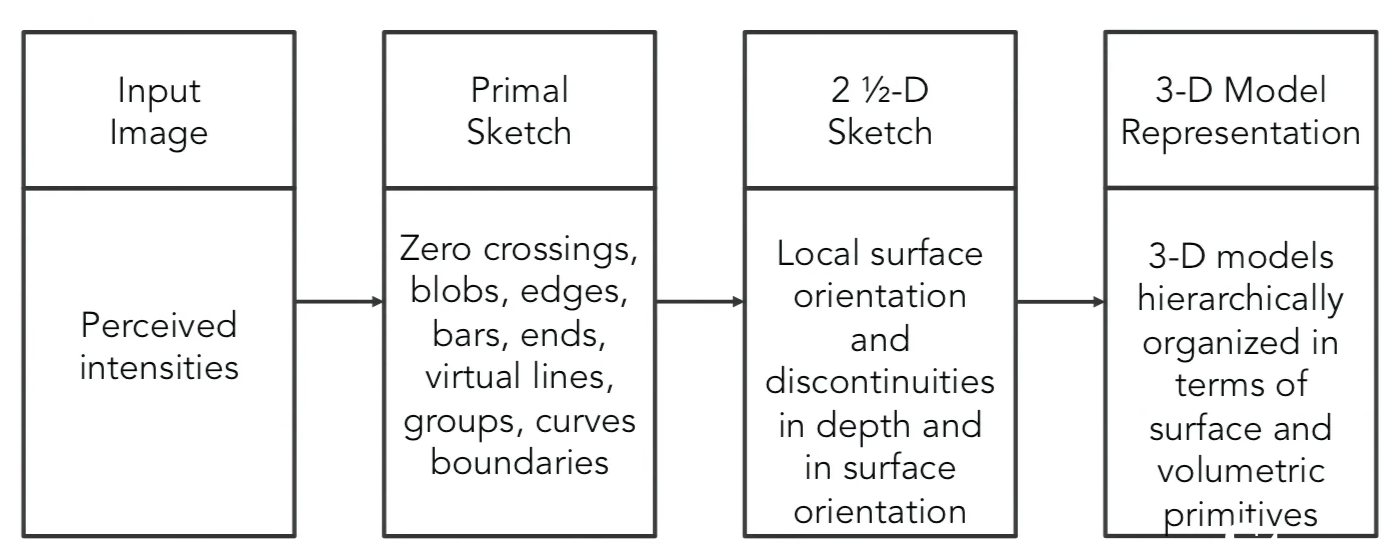 Input
Image
Perceived
intensities
Primal
Sketch
Zero crossings,
blobs, edges,
bars, ends,
virtual lines,
groups, curves
boundaries
2 ½-D
Sketch
Local surface
orientation
and
discontinuities
in depth and
in surface
orientation
3-D Model
Representation
3-D models
hierarchically
organized in
terms of
surface and
volumetric
primitives